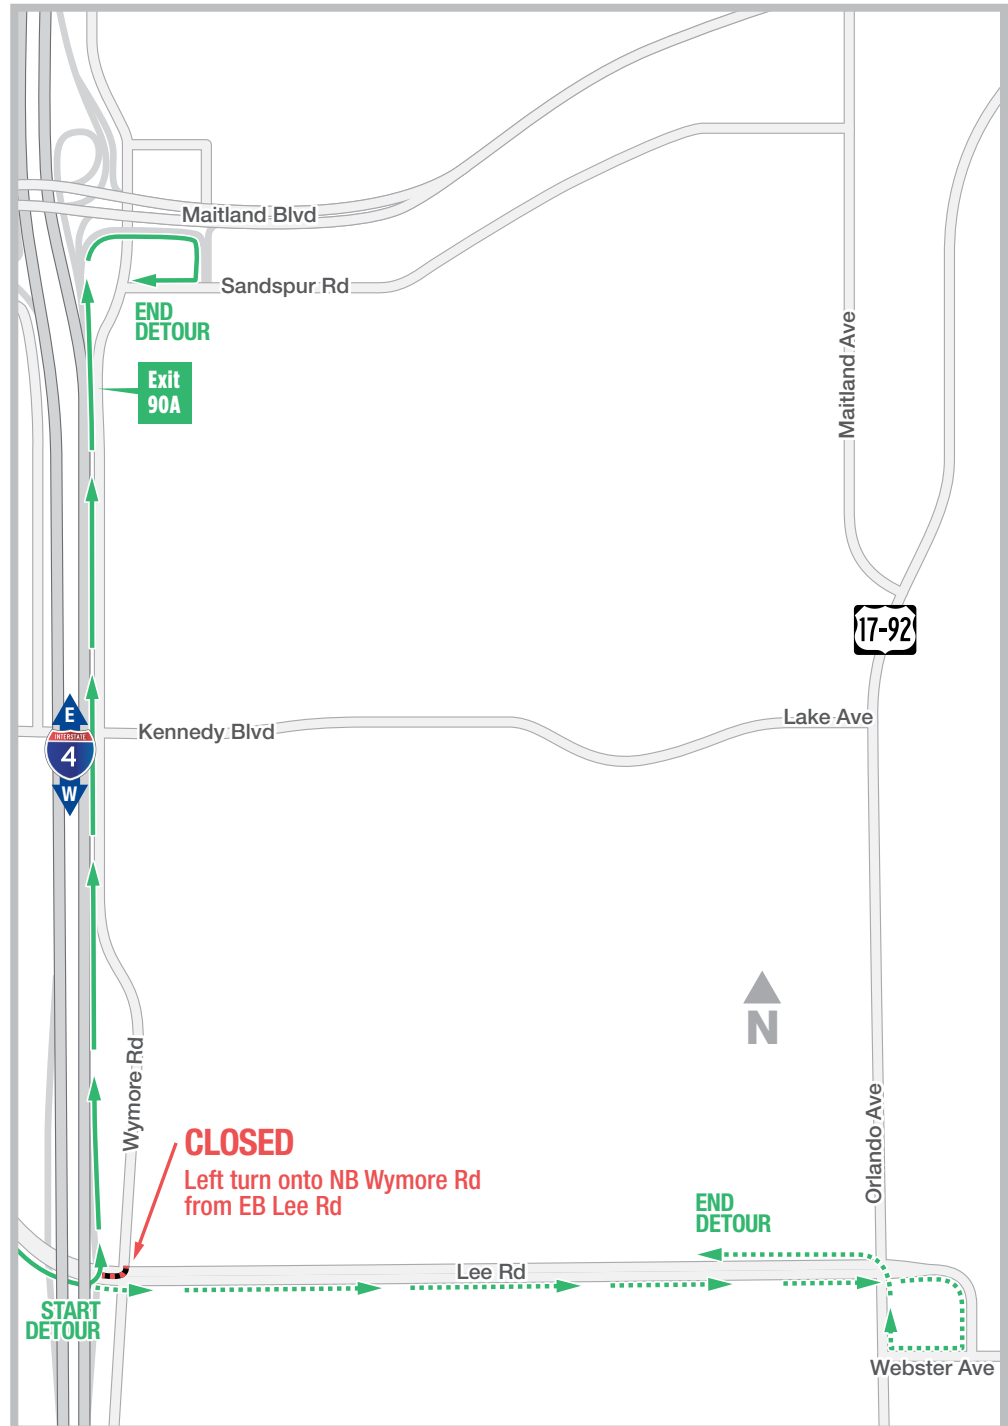 Maitland Blvd
Sandspur Rd
END
DETOUR
Exit
90A
Maitland Ave
17-92
E
INTERSTATE
4
W
Kennedy Blvd
Lake Ave
N
Wymore Rd
CLOSED
Left turn onto NB Wymore Rd
from EB Lee Rd
Orlando Ave
END
DETOUR
Lee Rd
START
DETOUR
Webster Ave